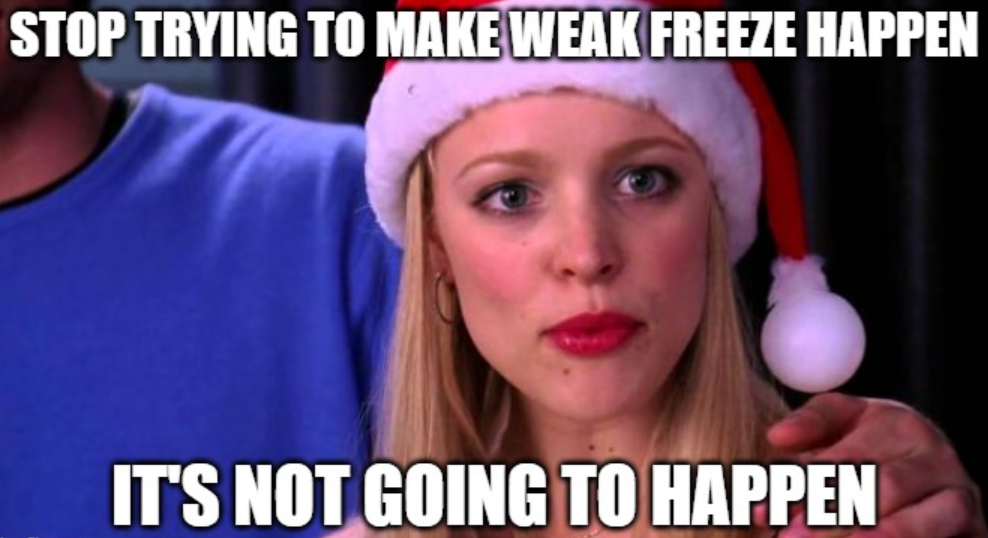 STOP TRYING TO MAKE WEAK FREEZE HAPPEN
IT'S NOT GOING TO HAPPEN